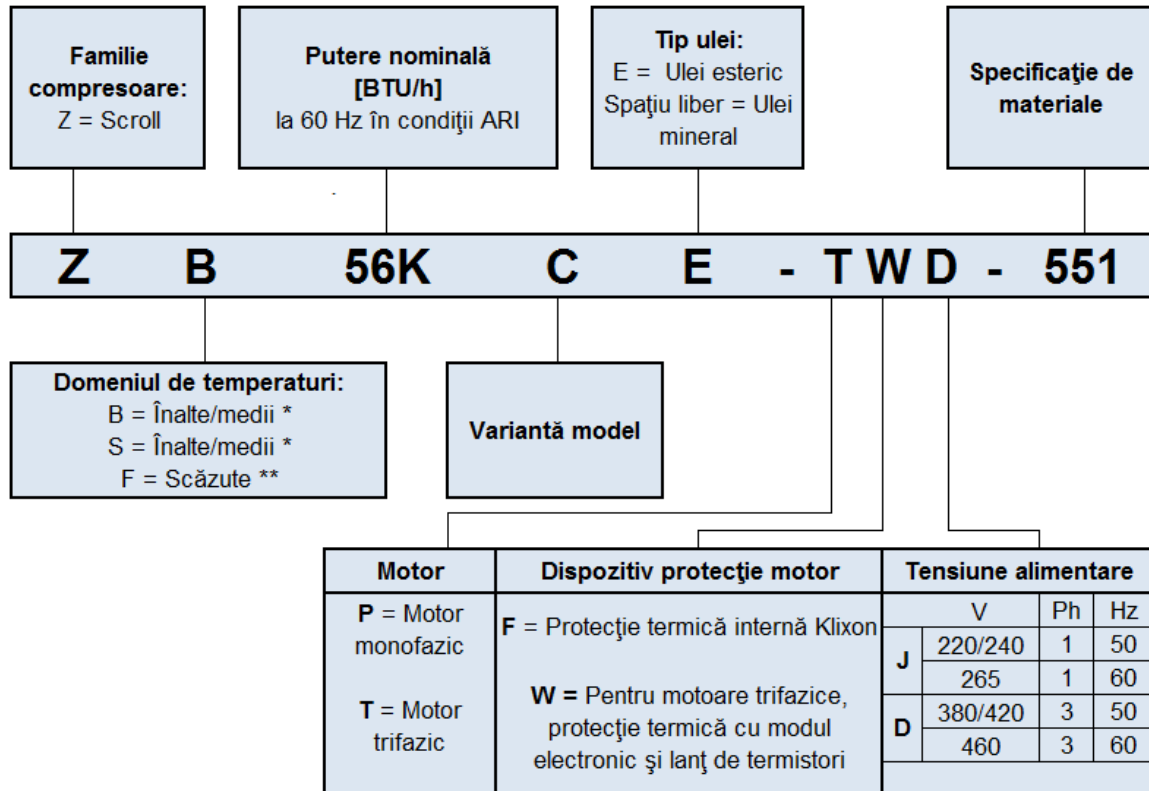 Familie
compresoare:
Z = Scroll
Putere nominală
[BTU/h]
la 60 Hz în condiţii ARI
Tip ulei:
E = Ulei esteric
Spaţiu liber = Ulei
mineral
Specificaţie de
materiale
Z B 56K C E - T W D - 551
Domeniul de temperaturi:
B = Înalte/medii *
S = Înalte/medii *
F = Scăzute **
Variantă model
Motor
P = Motor
monofazic
T = Motor
trifazic
Dispozitiv protecţie motor
F = Protecţie termică internă Klixon
W = Pentru motoare trifazice,
protecţie termică cu modul
electronic şi lanţ de termistori
Tensiune alimentare
V Ph Hz
J 220/240 1 50
265 1 60
D 380/420 3 50
460 3 60